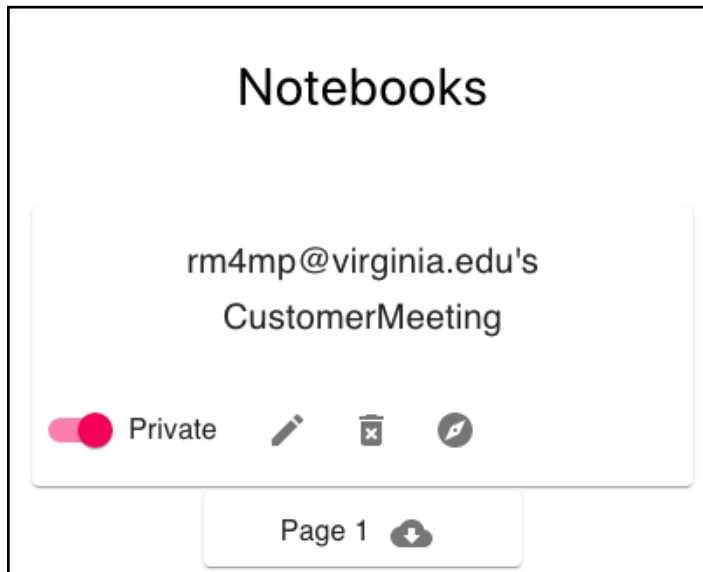 Notebooks
rm4mp@virginia.edu's
CustomerMeeting
Private
Page 1